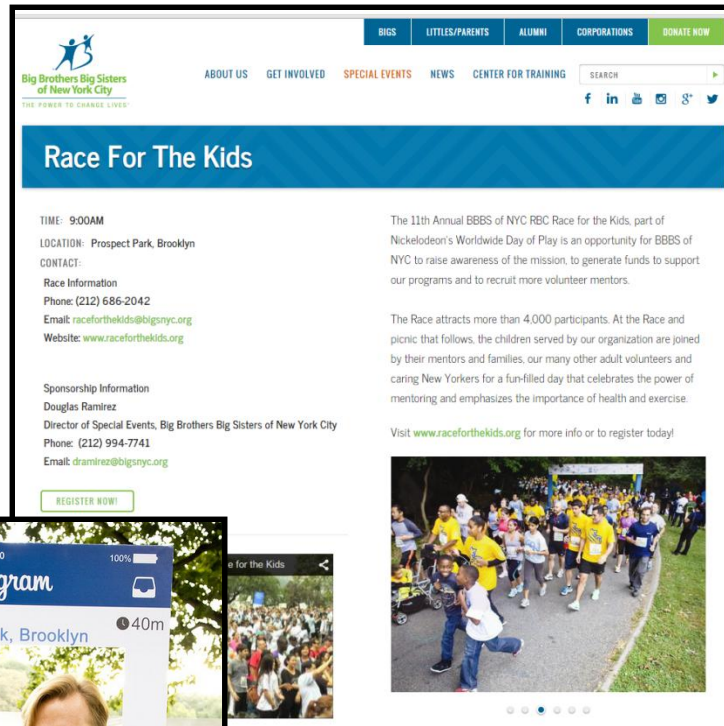 BIGS LITTLES/PARENTS ALUMNI CORPORATIONS DONATE NOW
Big Brothers Big Sisters
of New York City
THE POWER TO CHANGE LIVES
ABOUT US GET INVOLVED SPECIAL EVENTS NEWS CENTER FOR TRAINING SEARCH
Race For The Kids
TIME: 9:00AM
LOCATION: Prospect Park, Brooklyn
CONTACT:
Race Information
Phone: (212) 686-2042
Email: raceforthekids@bigsnyc.org
Website: www.raceforthekids.org
Sponsorship Information
Douglas Ramirez
Director of Special Events, Big Brothers Big Sisters of New York City
Phone: (212) 994-7741
Email: dramirez@bigsnyc.org
REGISTER NOW!
The 11th Annual BBBS of NYC RBC Race for the Kids, part of
Nickelodeon's Worldwide Day of Play is an opportunity for BBBS of
NYC to raise awareness of the mission, to generate funds to support
our programs and to recruit more volunteer mentors.
The Race attracts more than 4,000 participants. At the Race and
picnic that follows, the children served by our organization are joined
by their mentors and families, our many other adult volunteers and
caring New Yorkers for a fun-filled day that celebrates the power of
mentoring and emphasizes the importance of health and exercise.
Visit www.raceforthekids.org for more info or to register today!
e for the Kids
100%
gram
40m
k, Brooklyn